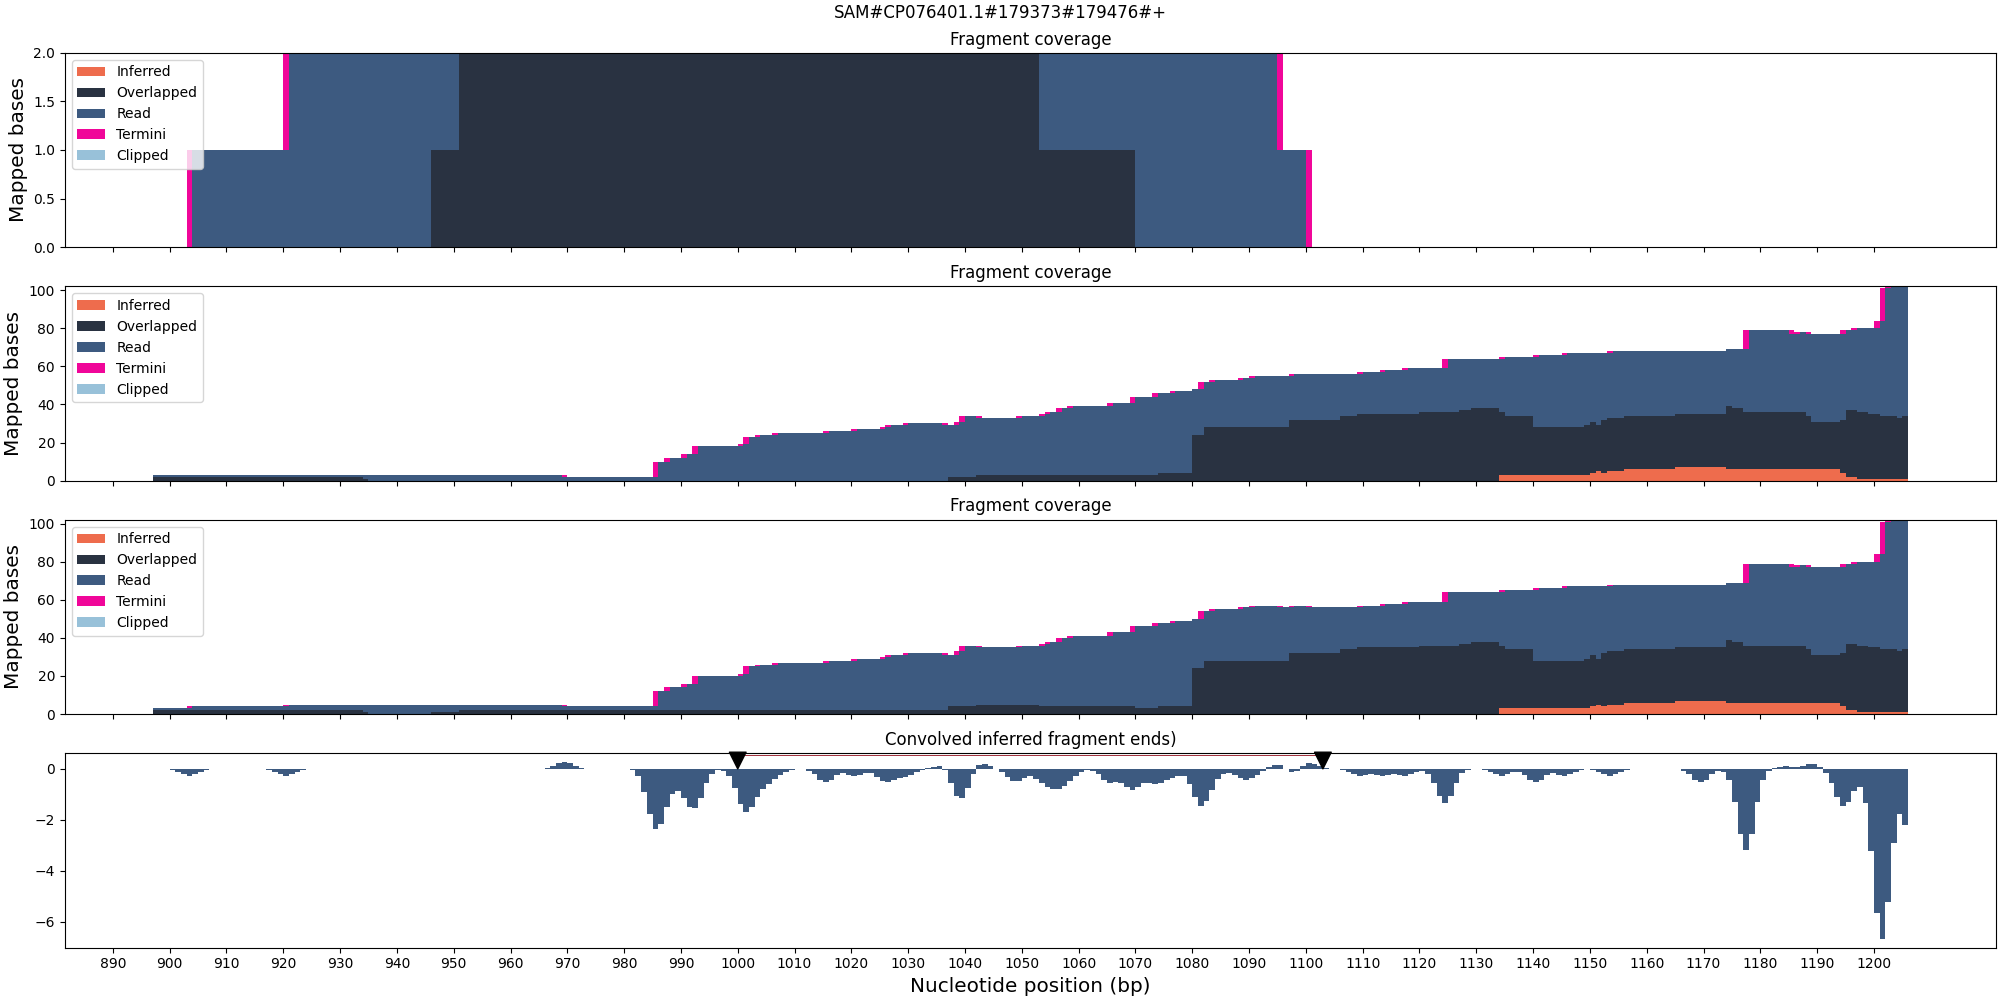 SAM#CP076401.1#179373#179476#+
Fragment coverage
Mapped bases
2.0
1.5
1.0
0.5
0.0
Inferred
Overlapped
Read
Termini
Clipped
Fragment coverage
Mapped bases
100
80
60
40
20
0
Inferred
Overlapped
Read
Termini
Clipped
Fragment coverage
Mapped bases
100
80
60
40
20
0
Inferred
Overlapped
Read
Termini
Clipped
Convolved inferred fragment ends)
0
−2
−4
−6
890 900 910 920 930 940 950 960 970 980 990 1000 1010 1020 1030 1040 1050 1060 1070 1080 1090 1100 1110 1120 1130 1140 1150 1160 1170 1180 1190 1200
Nucleotide position (bp)